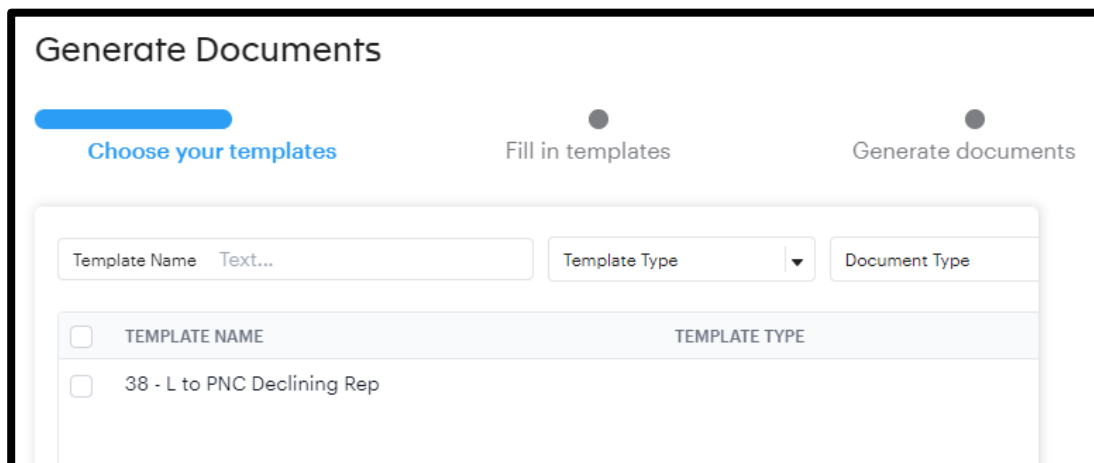 Generate Documents
Choose your templates Fill in templates Generate documents
Template Name Text... Template Type Document Type
TEMPLATE NAME TEMPLATE TYPE
38 - L to PNC Declining Rep